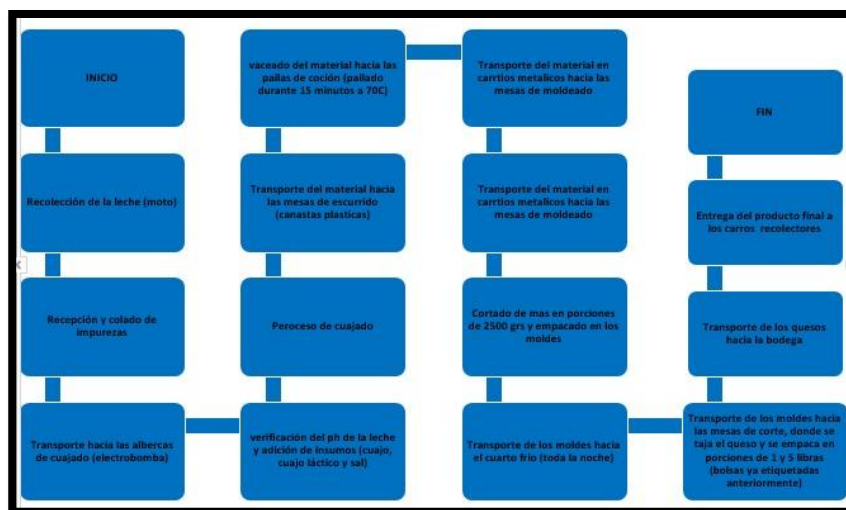 INICIO
Recolección de la leche (moto)
Recepción y colado de
impurezas
Transporte hacia las albercas
de cuajado (electrobomba)
verificación del ph de la leche
y adición de insumos (cuajo,
cuajo láctico y sal)
Peroceso de cuajado
Transporte del material hacia
las mesas de escurrido
(canastas plasticas)
vaceado del material hacia las
pailas de coción (pailado
durante 15 minutos a 70C)
Transporte del material en
carrtios metalicos hacia las
mesas de moldeado
Transporte del material en
carrtios metalicos hacia las
mesas de moldeado
Cortado de mas en porciones
de 2500 grs y empacado en los
moldes
Transporte de los moldes hacia
el cuarto frio (toda la noche)
Transporte de los moldes hacia
las mesas de corte, donde se
taja el queso y se empaca en
porciones de 1 y 5 libras
(bolsas ya etiquetadas
anteriormente)
Transporte de los quesos
hacia la bodega
Entrega del producto final a
los carros recolectores
FIN